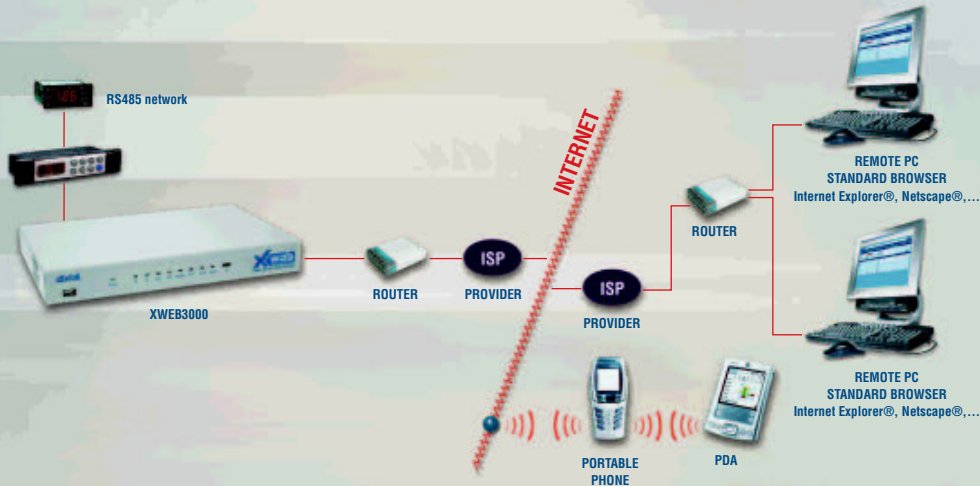 RS485 network
XWEB3000
XWEB
ROUTER
ISP
PROVIDER
INTERNET
ISP
PROVIDER
ROUTER
REMOTE PC
STANDARD BROWSER
Internet Explorer®, Netscape®,...
REMOTE PC
STANDARD BROWSER
Internet Explorer®, Netscape®,...
PORTABLE
PHONE
PDA